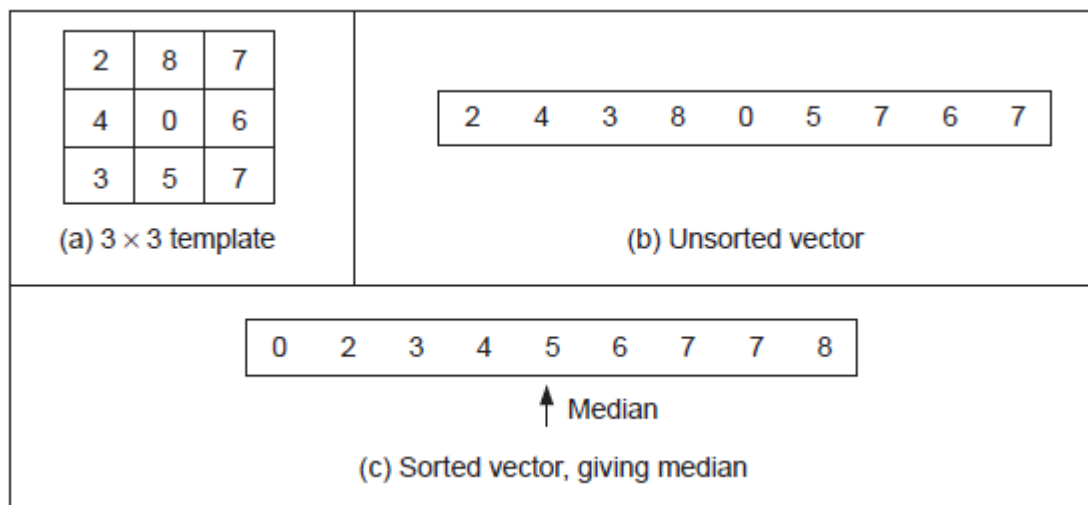 2 8 7
4 0 6
3 5 7
(a) 3 × 3 template
2 4 3 8 0 5 7 6 7
(b) Unsorted vector
0 2 3 4 5 6 7 7 8
Median
(c) Sorted vector, giving median